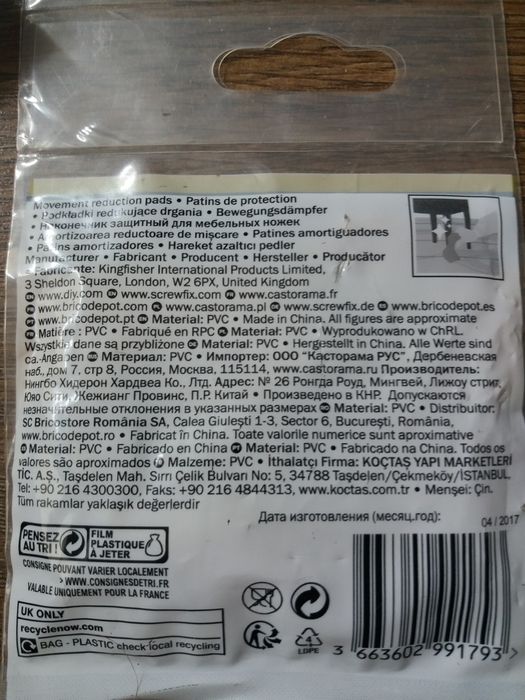 Movement reduction pads • Patins de protection
• Podkładki redukujące drgania • Bewegungsdämpfer
• Наконечник защитный для мебельных ножек
• Amortizarea reductoare de mișcare • Patines amortiguadores
• Patins amortizadores • Hareket azaltıcı pedler
Manufacturer • Fabricant • Producent • Hersteller • Producător
• Fabricante: Kingfisher International Products Limited,
3 Sheldon Square, London, W2 6PX, United Kingdom
www.diy.com www.screwfix.com www.castorama.fr
www.bricodepot.com www.castorama.pl www.screwfix.de www.bricodepot.es
www.bricodepot.pt Material: PVC • Made in China. All figures are approximate
Matière : PVC • Fabriqué en RPC Materiał: PVC • Wyprodukowano w ChRL.
Wszystkie dane są przybliżone Material: PVC • Hergestellt in China. Alle Werte sind
ca.-Angaben RUS Материал: PVC • Импортер: ООО "Касторама РУС", Дербеневская
наб., дом 7, стр 8, Россия, Москва, 115114, www.castorama.ru Производитель:
Нингбо Хидерон Хардвеа Ко., Лтд. Адрес: № 26 Ронгда Роуд, Мингвей, Лижоу стрит,
Юяо Сити, Жежианг Провинс, П.Р. Китай • Произведено в КНР. Допускаются
незначительные отклонения в указанных размерах RO Material: PVC • Distribuitor:
SC Bricostore România SA, Calea Giulești 1-3, Sector 6, București, România,
www.bricodepot.ro • Fabricat în China. Toate valorile numerice sunt aproximative
Material: PVC • Fabricado en China PT Material: PVC • Fabricado na China. Todos os
valores são aproximados Malzeme: PVC • İthalatçı Firma: KOÇTAŞ YAPI MARKETLERİ
TİC. A.Ş., Taşdelen Mah. Sırrı Çelik Bulvarı No: 5, 34788 Taşdelen/Çekmeköy/İSTANBUL
Tel: +90 216 4300300, Faks: +90 216 4844313, www.koctas.com.tr • Menşei: Çin.
Tüm rakamlar yaklaşık değerlerdir
Дата изготовления (месяц.год): 04 / 2017
PENSEZ
AU TRI !
FILM
PLASTIQUE
À JETER
CONSIGNE POUVANT VARIER LOCALEMENT
> WWW.CONSIGNESDETRI.FR
VALABLE UNIQUEMENT POUR LA FRANCE
UK ONLY
recyclenow.com
BAG - PLASTIC check local recycling
4
LDPE
3 663602 991793 >